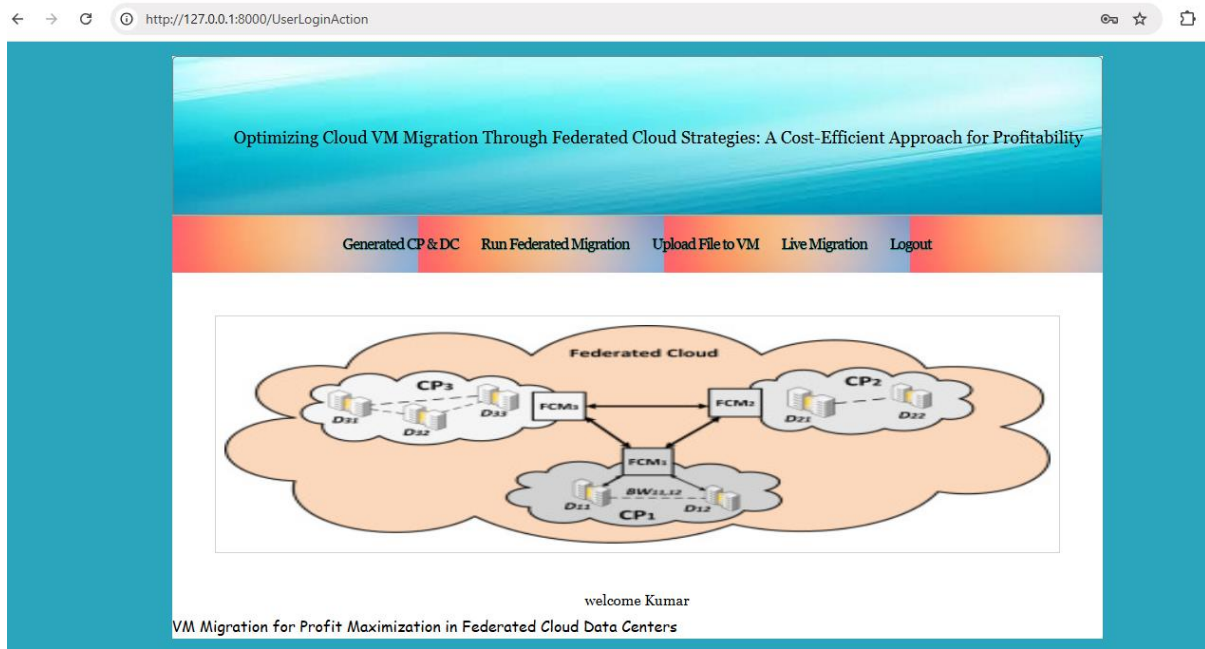 http://127.0.0.1:8000/UserLoginAction
Optimizing Cloud VM Migration Through Federated Cloud Strategies: A Cost-Efficient Approach for Profitability
Generated CP & DC Run Federated Migration Upload File to VM Live Migration Logout
Federated Cloud
CP3
CP2
D31
D32
D33
FCM3
FCM2
D21
D22
FCM1
BW11,12
D11
D12
CP1
welcome Kumar
VM Migration for Profit Maximization in Federated Cloud Data Centers